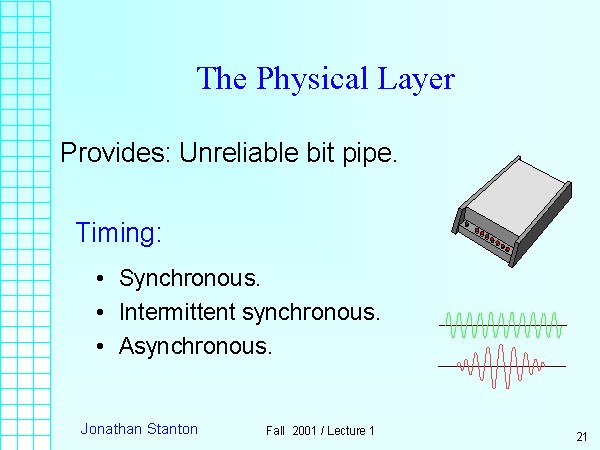 The Physical Layer
Provides: Unreliable bit pipe.
Timing:
• Synchronous.
• Intermittent synchronous.
• Asynchronous.
Jonathan Stanton
Fall 2001 / Lecture 1
21